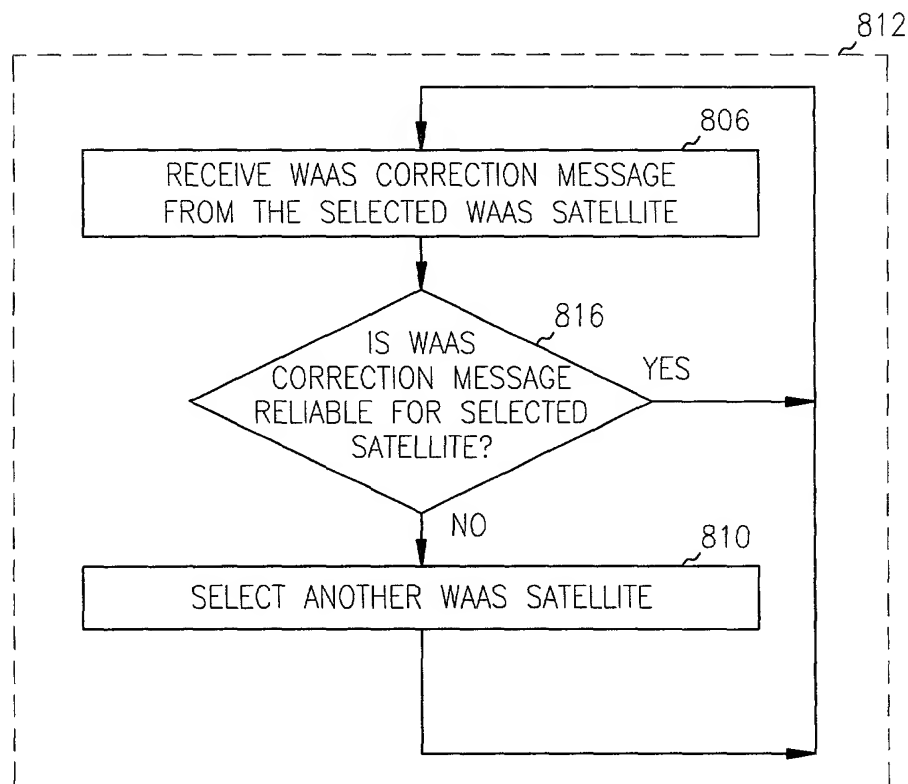 812
806
RECEIVE WAAS CORRECTION MESSAGE
FROM THE SELECTED WAAS SATELLITE
816
IS WAAS
CORRECTION MESSAGE
RELIABLE FOR SELECTED
SATELLITE?
YES
NO
810
SELECT ANOTHER WAAS SATELLITE